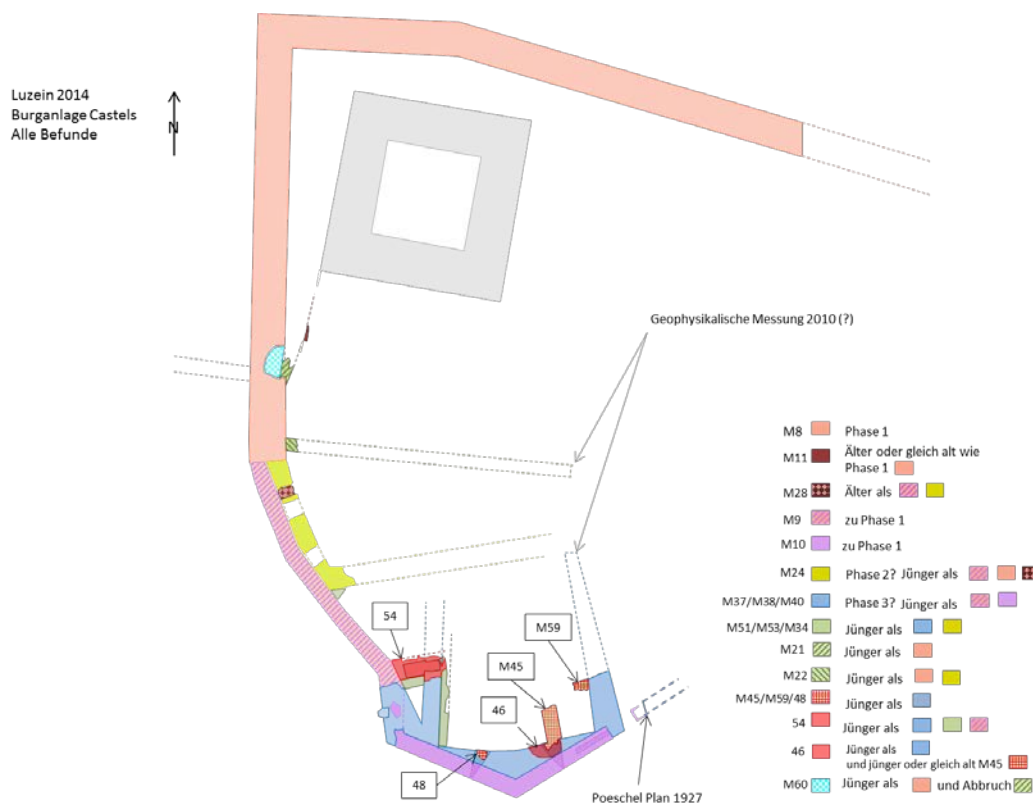 Luzein 2014
Burganlage Castels
Alle Befunde
N
Geophysikalische Messung 2010 (?)
54
M59
M45
46
48
Poeschel Plan 1927
M8 Phase 1
M11 Älter oder gleich alt wie
Phase 1
M28 Älter als
M9 zu Phase 1
M10 zu Phase 1
M24 Phase 2? Jünger als
M37/M38/M40 Phase 3? Jünger als
M51/M53/M34 Jünger als
M21 Jünger als
M22 Jünger als
M45/M59/48 Jünger als
54 Jünger als
46 Jünger als
und jünger oder gleich alt M45
M60 Jünger als und Abbruch